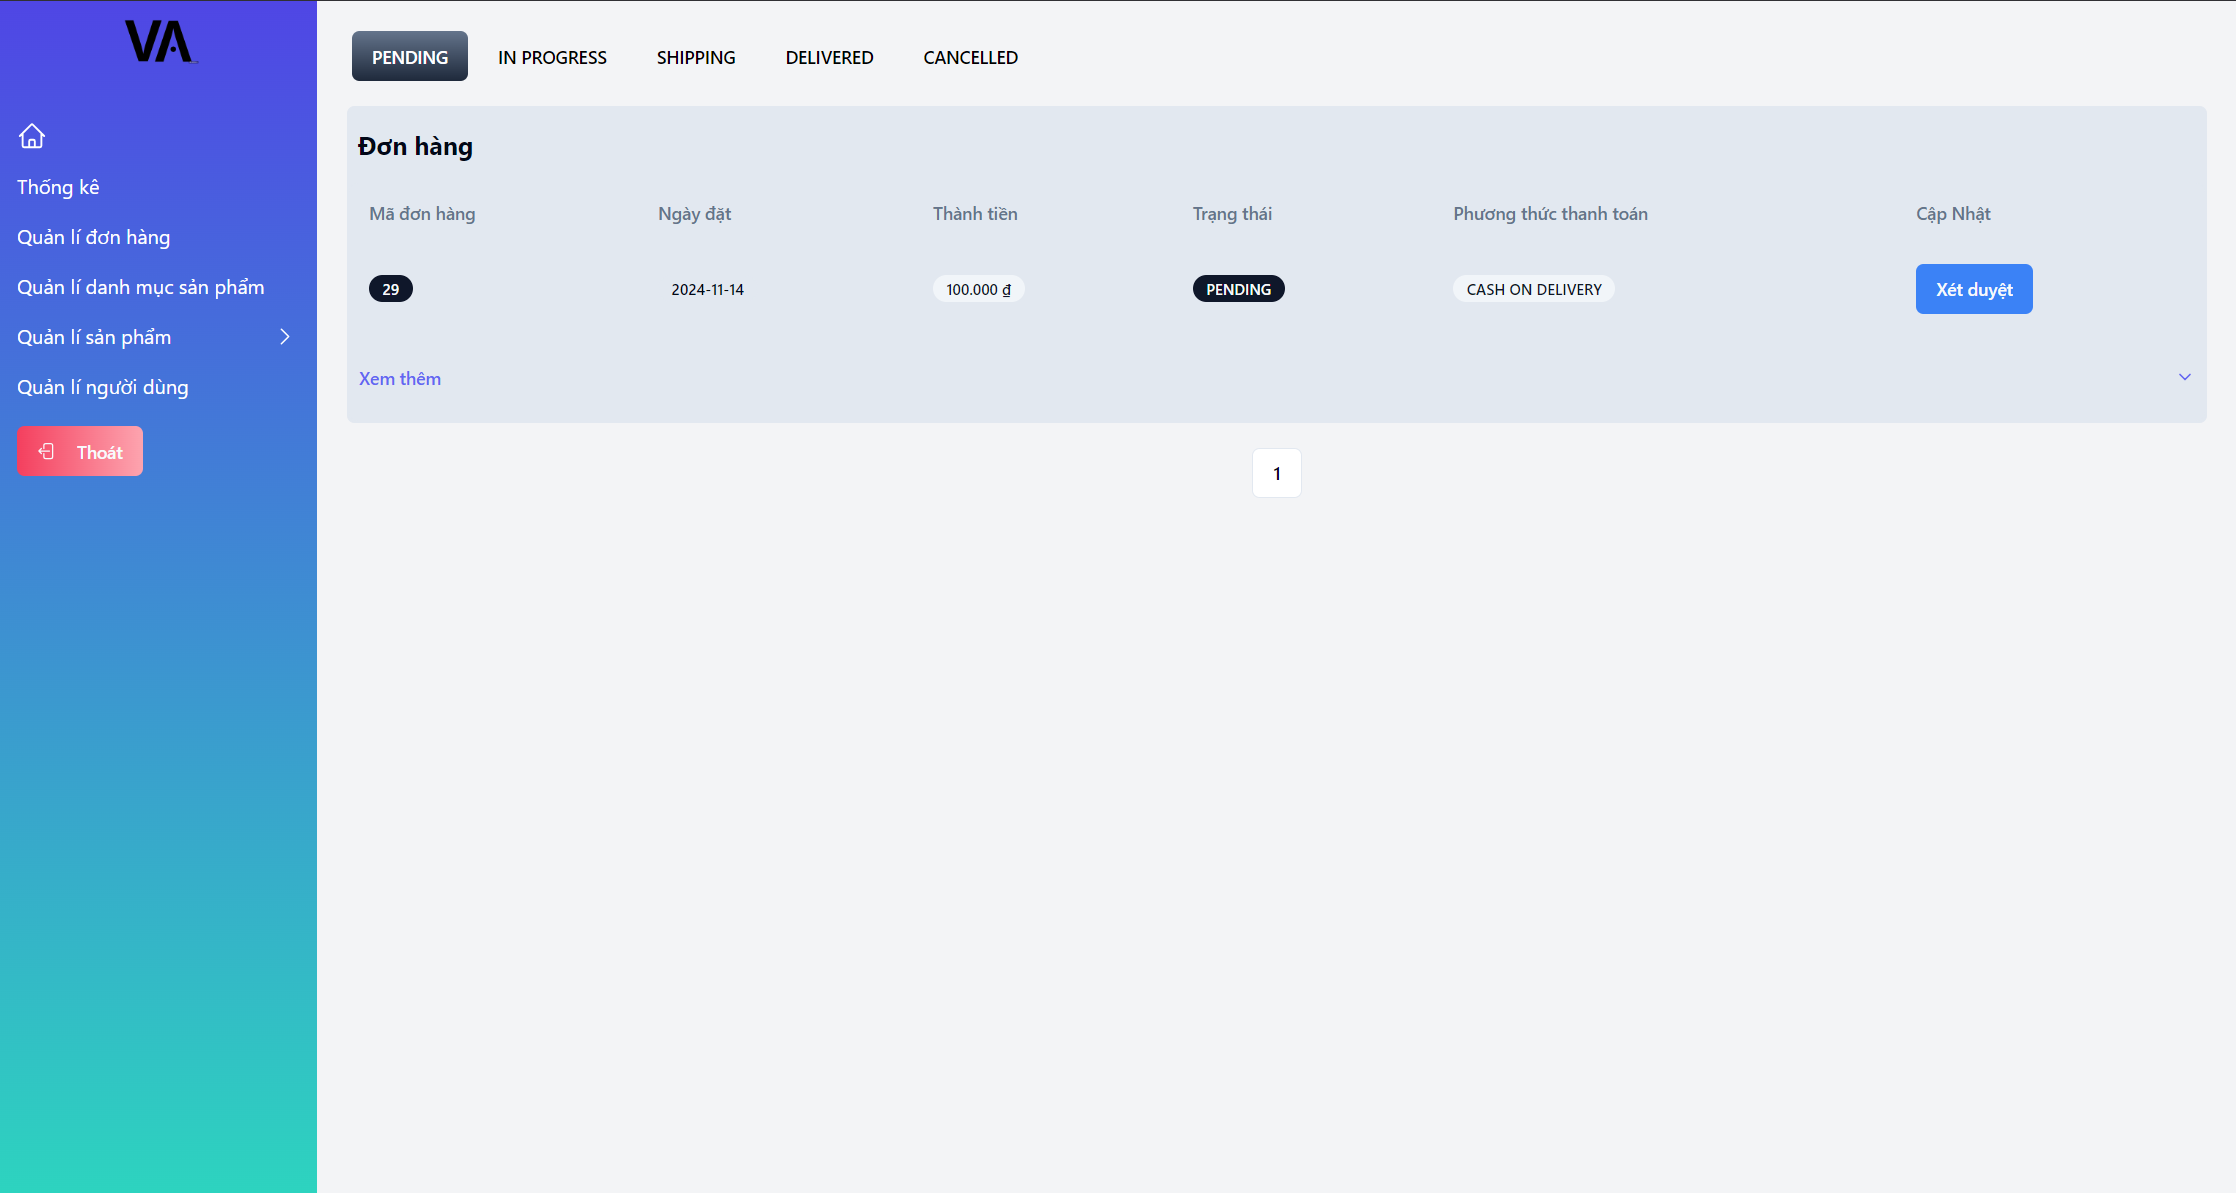 VA
PENDING IN PROGRESS SHIPPING DELIVERED CANCELLED
Thống kê
Quản lí đơn hàng
Quản lí danh mục sản phẩm
Quản lí sản phẩm
Quản lí người dùng
Thoát
Đơn hàng
Mã đơn hàng Ngày đặt Thành tiền Trạng thái Phương thức thanh toán Cập Nhật
29 2024-11-14 100.000 ₫ PENDING CASH ON DELIVERY Xét duyệt
Xem thêm
1